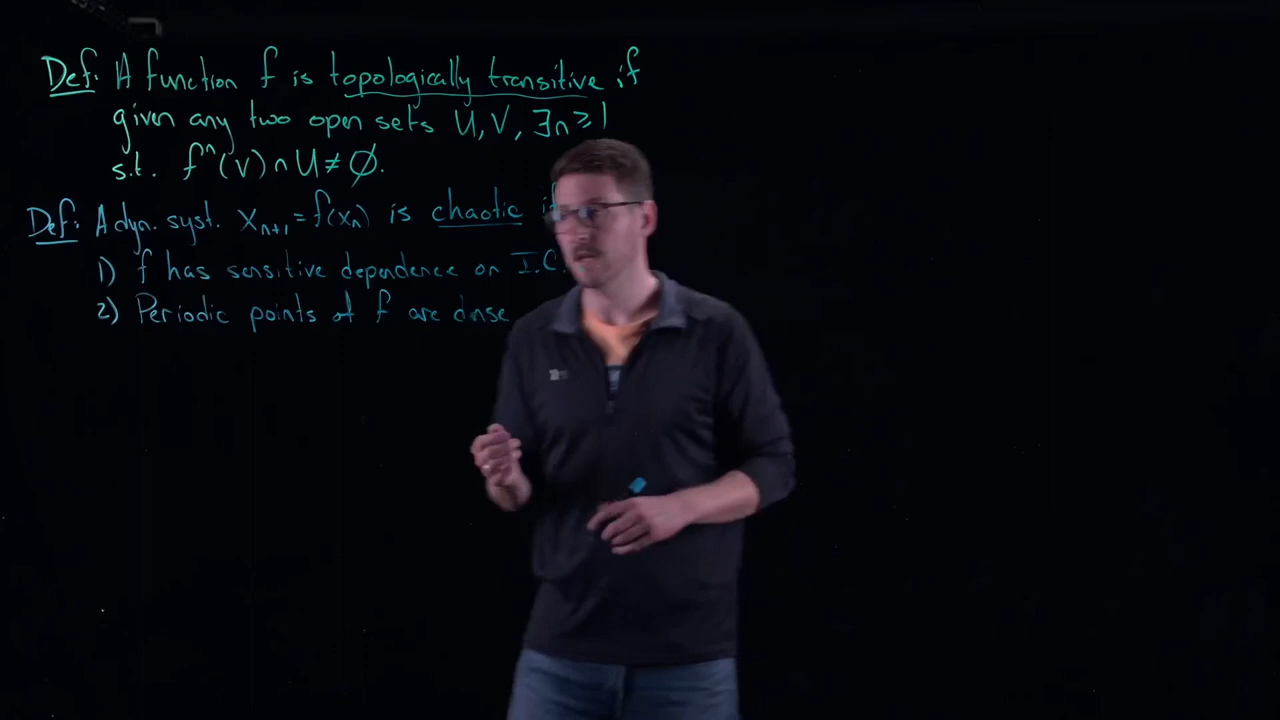 Def: A function f is topologically transitive if
given any two open sets U, V, ∃n ≥ 1
s.t. fⁿ(V) ∩ U ≠ ∅.
Def: A dyn. syst. xₙ₊₁ = f(xₙ) is chaotic
1) f has sensitive dependence on I.C.
2) Periodic points of f are dense